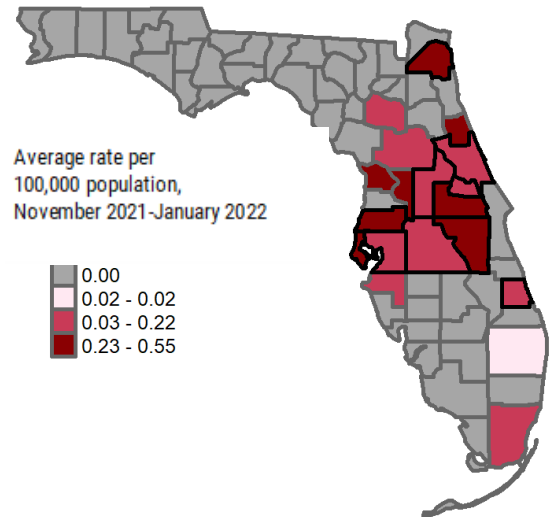 Average rate per
100,000 population,
November 2021-January 2022
0.00
0.02 - 0.02
0.03 - 0.22
0.23 - 0.55